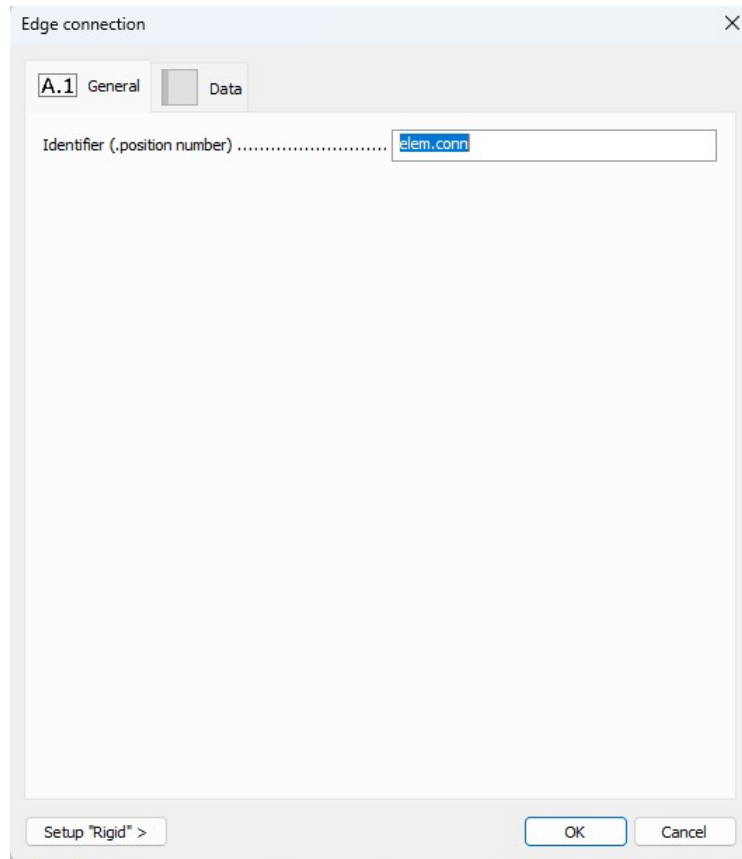 Edge connection
A.1 General Data
Identifier (.position number) ........................... elem.conn
Setup "Rigid" > OK Cancel